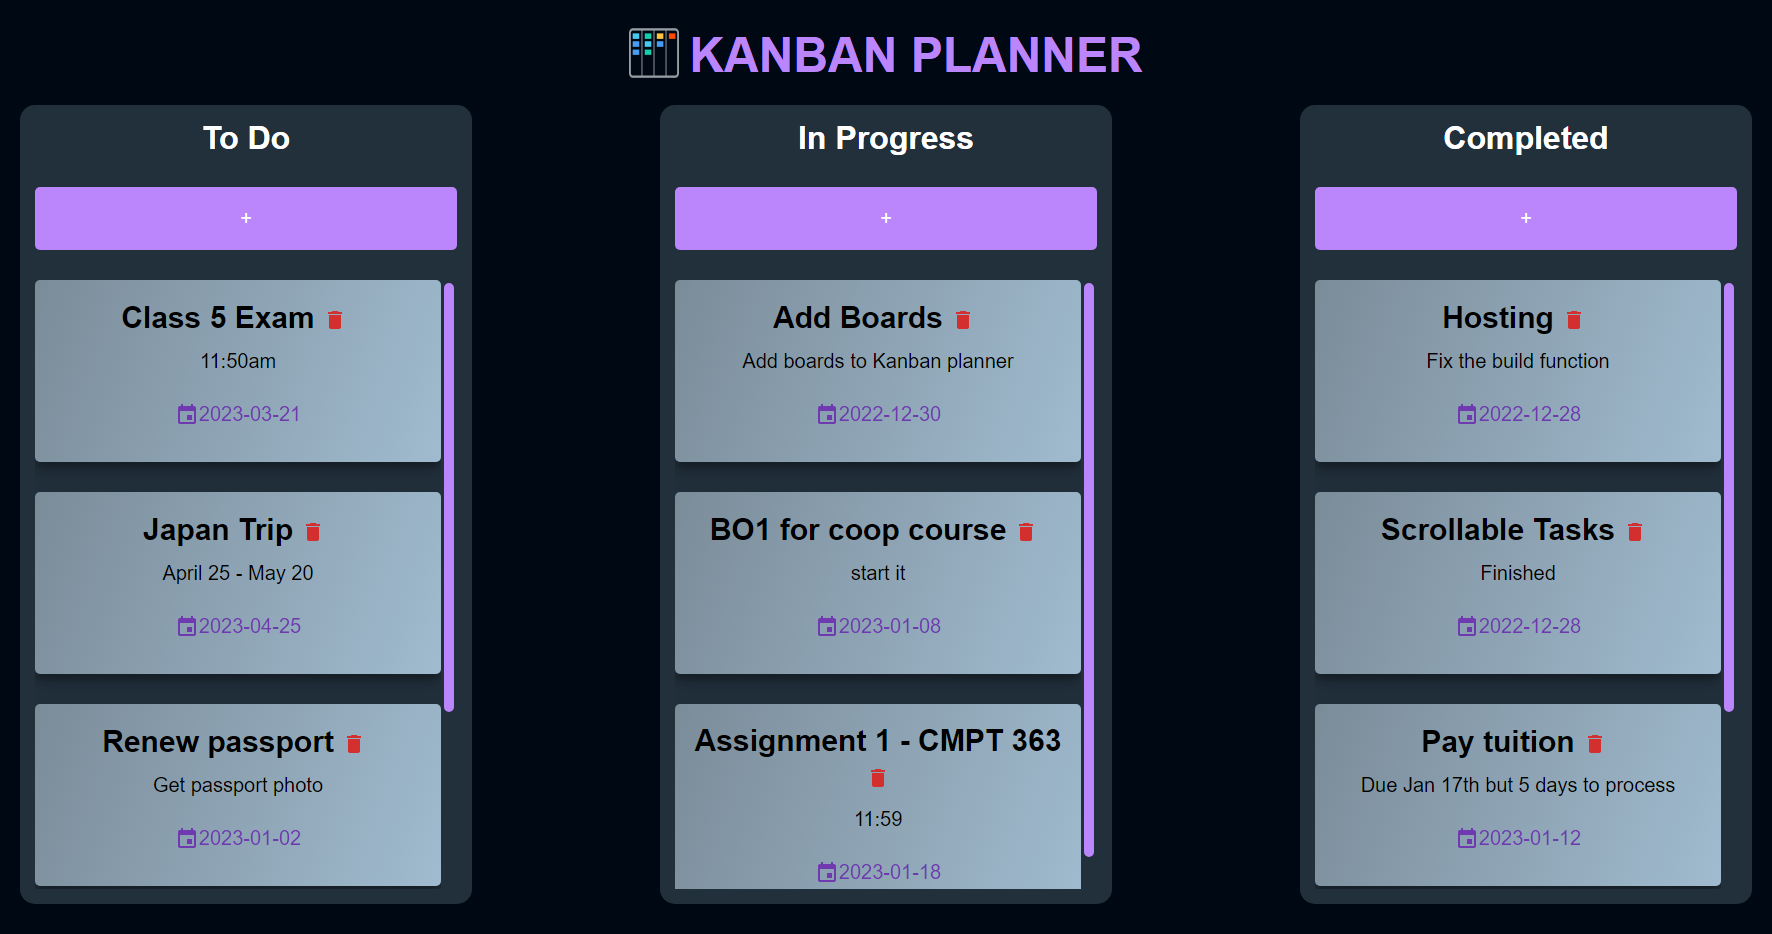 KANBAN PLANNER
To Do
+
Class 5 Exam
11:50am
2023-03-21
Japan Trip
April 25 - May 20
2023-04-25
Renew passport
Get passport photo
2023-01-02
In Progress
+
Add Boards
Add boards to Kanban planner
2022-12-30
BO1 for coop course
start it
2023-01-08
Assignment 1 - CMPT 363
11:59
2023-01-18
Completed
+
Hosting
Fix the build function
2022-12-28
Scrollable Tasks
Finished
2022-12-28
Pay tuition
Due Jan 17th but 5 days to process
2023-01-12